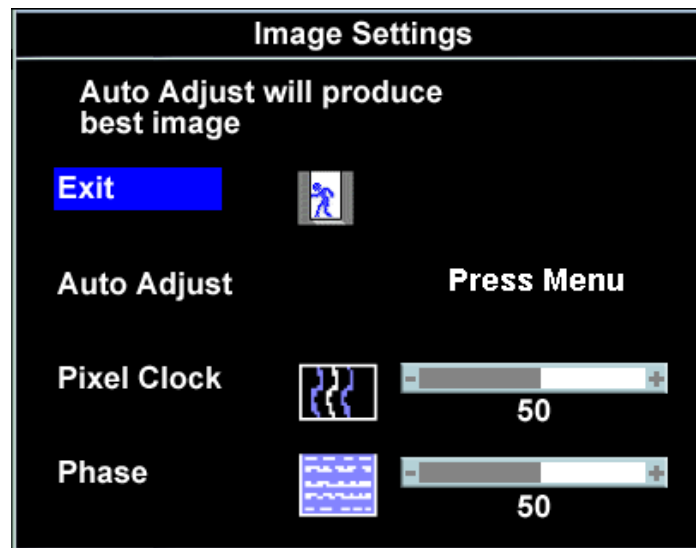 Image Settings
Auto Adjust will produce
best image
Exit
Auto Adjust Press Menu
Pixel Clock - +
50
Phase - +
50